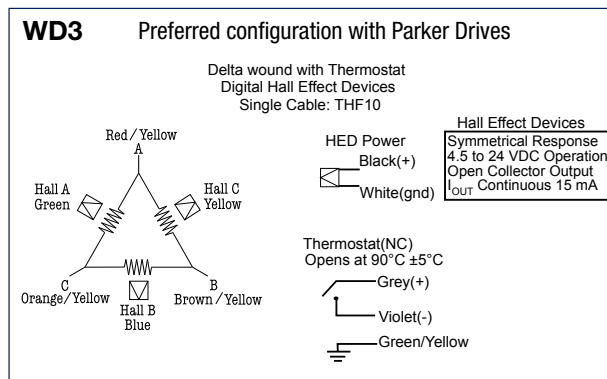 WD3 Preferred configuration with Parker Drives
Delta wound with Thermostat
Digital Hall Effect Devices
Single Cable: THF10
Red/Yellow
A
Hall A
Green
Hall C
Yellow
C
Orange/Yellow
Hall B
Blue
B
Brown/Yellow
HED Power
Black(+)
White(gnd)
Hall Effect Devices
Symmetrical Response
4.5 to 24 VDC Operation
Open Collector Output
IOUT Continuous 15 mA
Thermostat(NC)
Opens at 90°C ±5°C
Grey(+)
Violet(-)
Green/Yellow